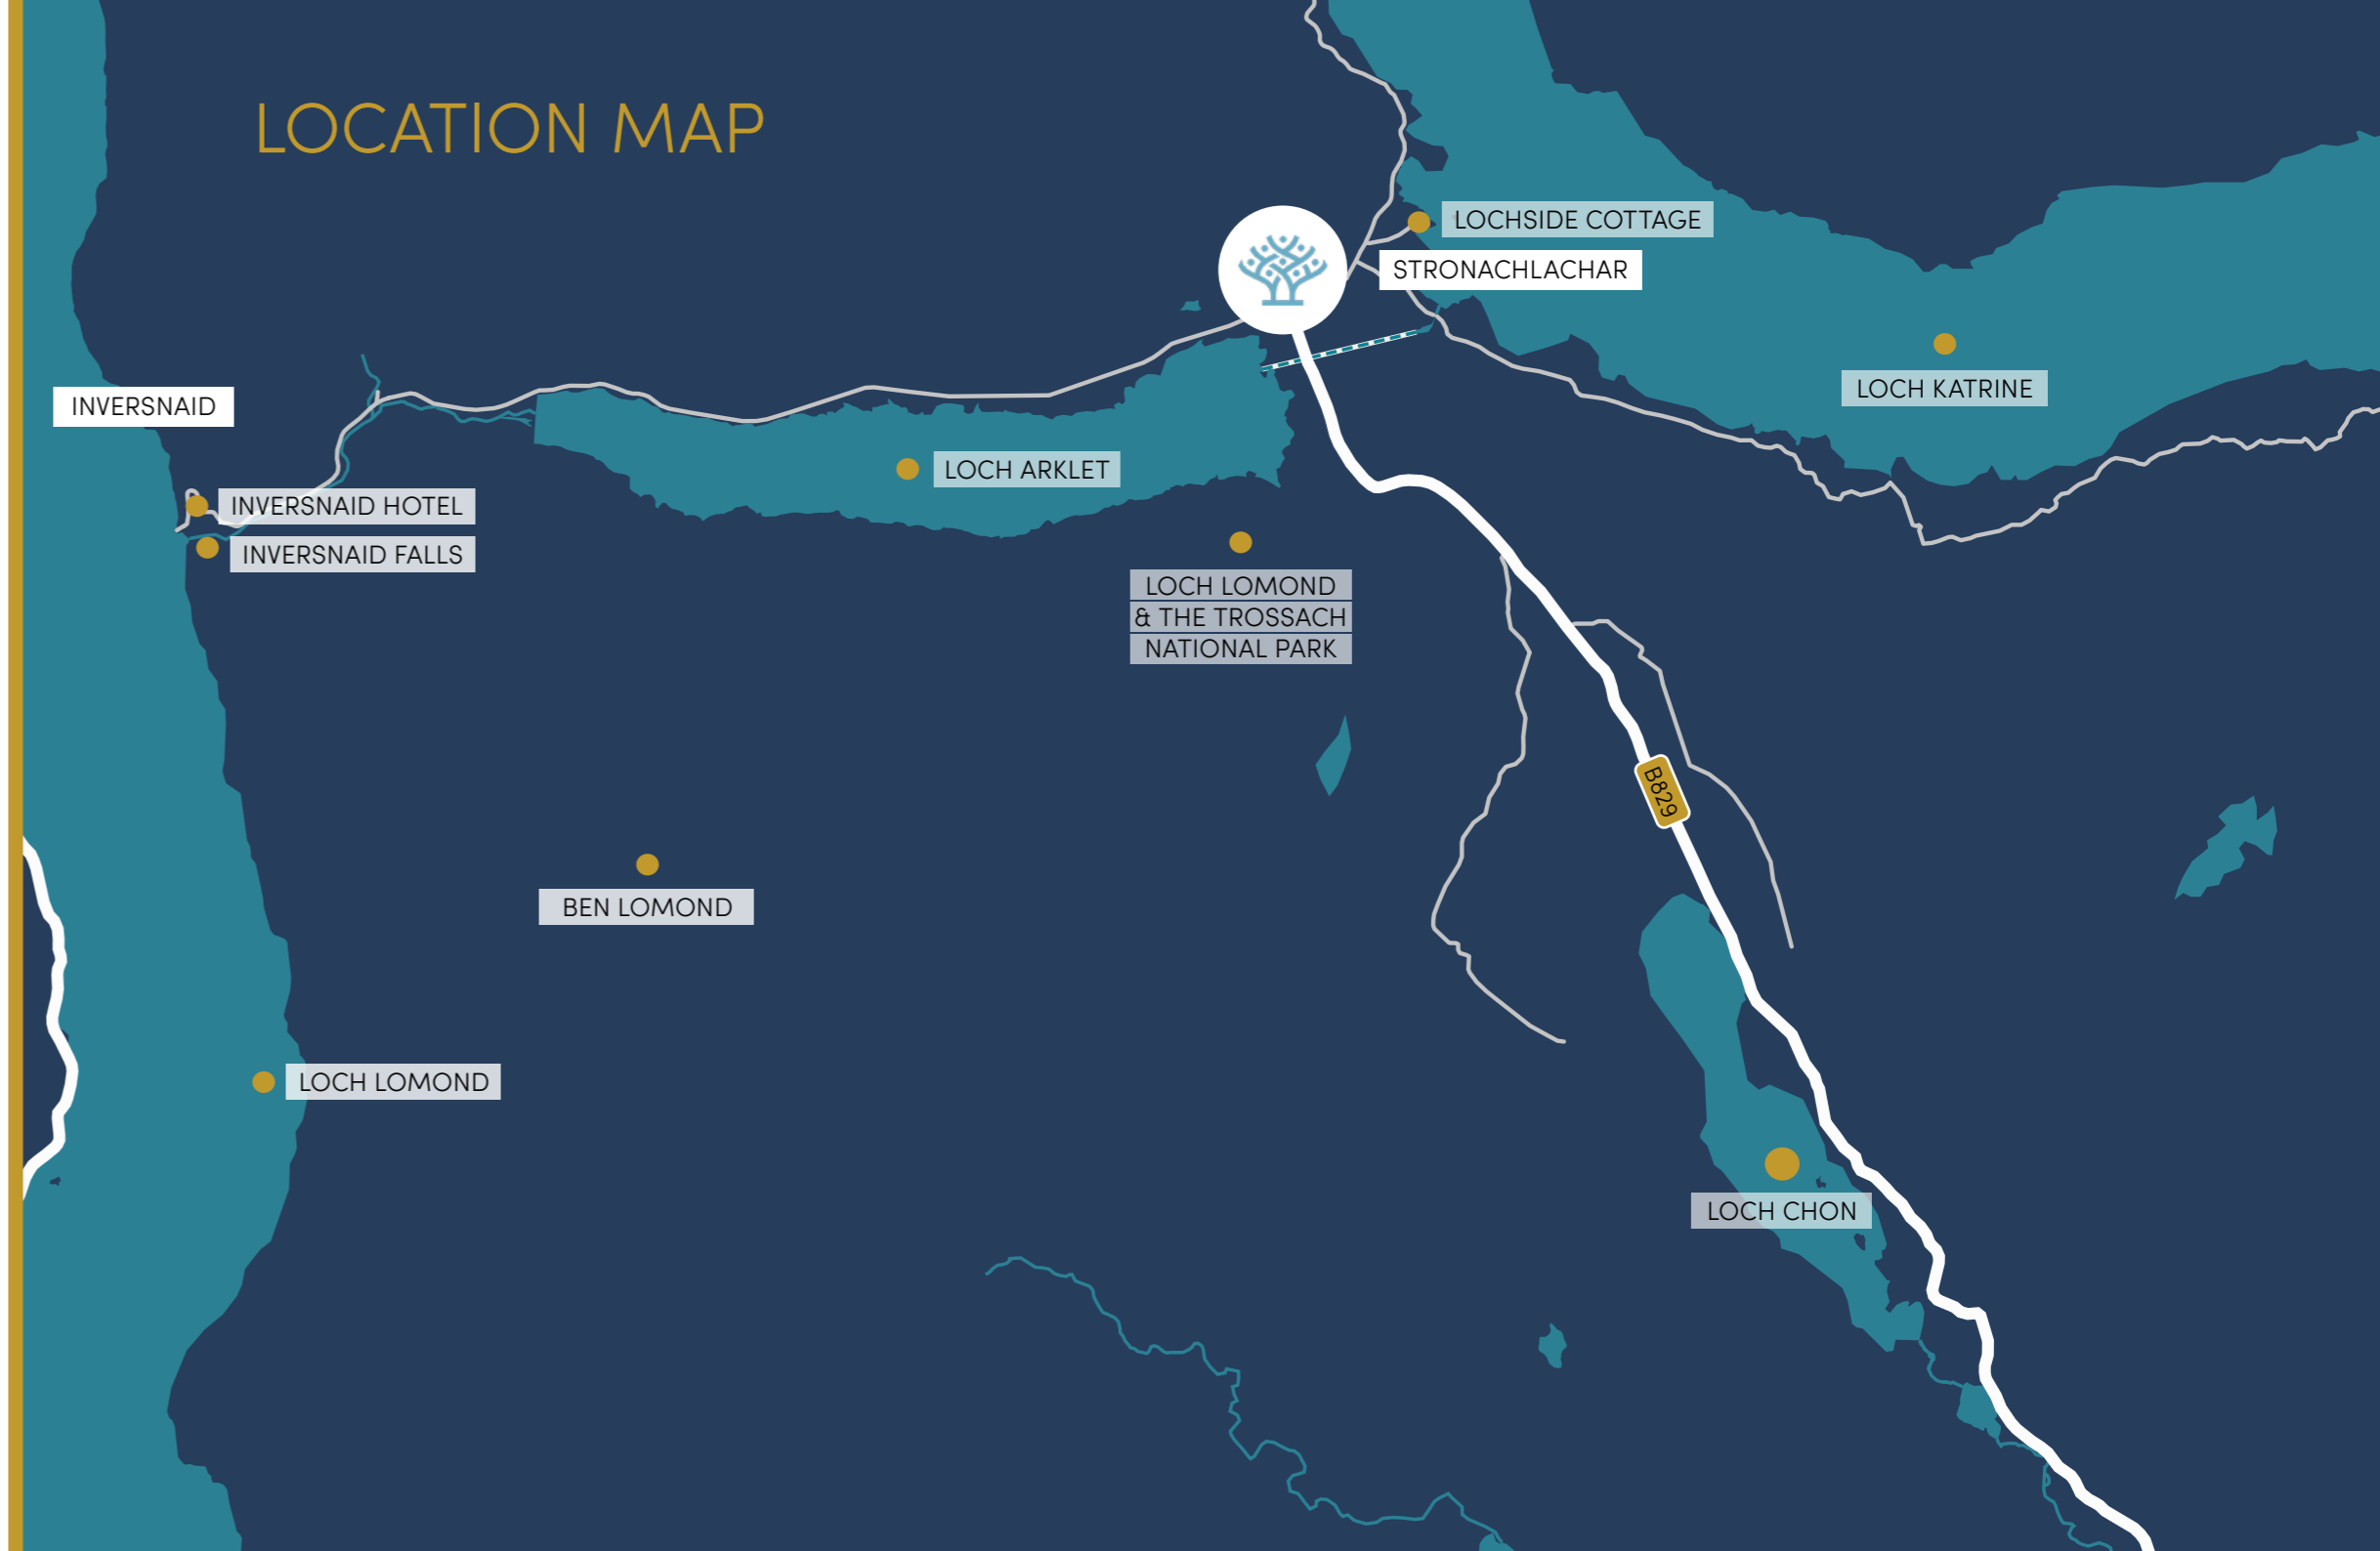 LOCATION MAP
LOCHSIDE COTTAGE
STRONACHLACHAR
LOCH KATRINE
INVERSNAID
LOCH ARKLET
INVERSNAID HOTEL
INVERSNAID FALLS
LOCH LOMOND
& THE TROSSACH
NATIONAL PARK
B829
BEN LOMOND
LOCH LOMOND
LOCH CHON